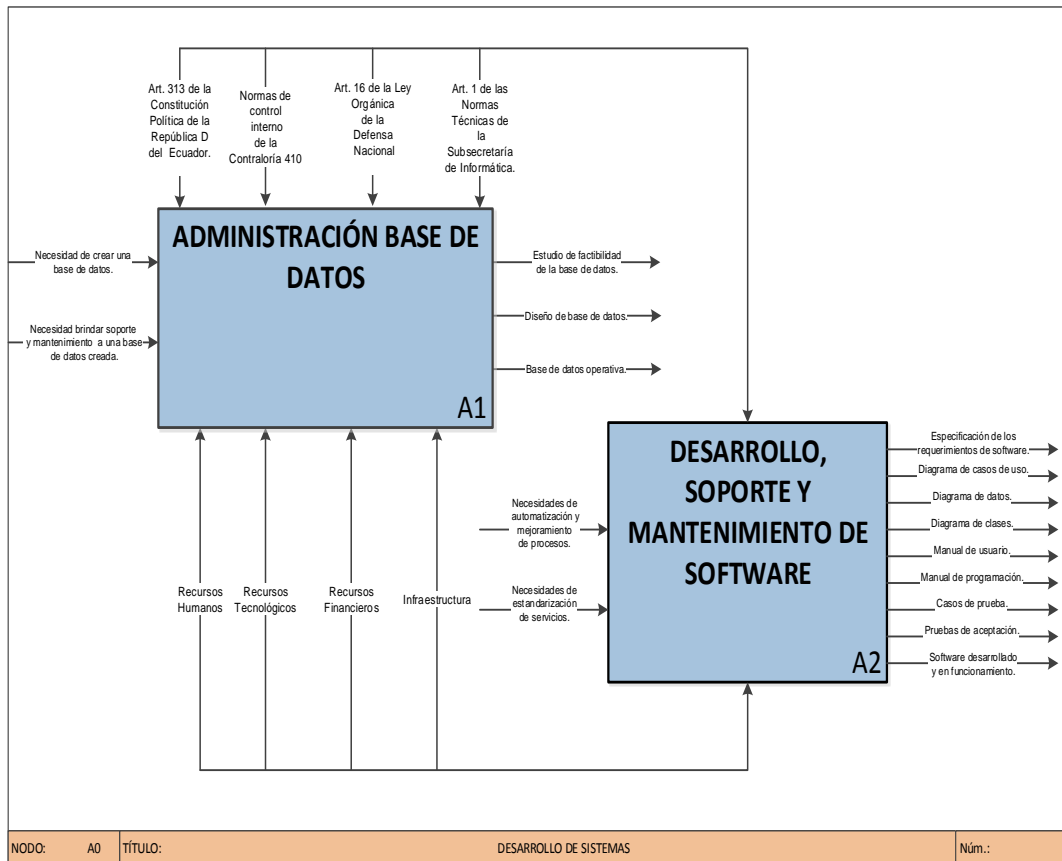 Art. 313 de la
Constitución
Política de la
República D
del Ecuador.
Normas de
control
interno
de la
Contraloría 410
Art. 16 de la Ley
Orgánica
de la
Defensa
Nacional
Art. 1 de las
Normas
Técnicas de
la
Subsecretaría
de Informática.
ADMINISTRACIÓN BASE DE
DATOS
A1
Necesidad de crear una
base de datos.
Necesidad brindar soporte
y mantenimiento a una base
de datos creada.
Estudio de factibilidad
de la base de datos.
Diseño de base de datos.
Base de datos operativa.
DESARROLLO,
SOPORTE Y
MANTENIMIENTO DE
SOFTWARE
A2
Necesidades de
automatización y
mejoramiento
de procesos.
Necesidades de
estandarización
de servicios.
Especificación de los
requerimientos de software.
Diagrama de casos de uso.
Diagrama de datos.
Diagrama de clases.
Manual de usuario.
Manual de programación.
Casos de prueba.
Pruebas de aceptación.
Software desarrollado
y en funcionamiento.
Recursos
Humanos
Recursos
Tecnológicos
Recursos
Financieros
Infraestructura
NODO: A0 TÍTULO: DESARROLLO DE SISTEMAS Núm.: